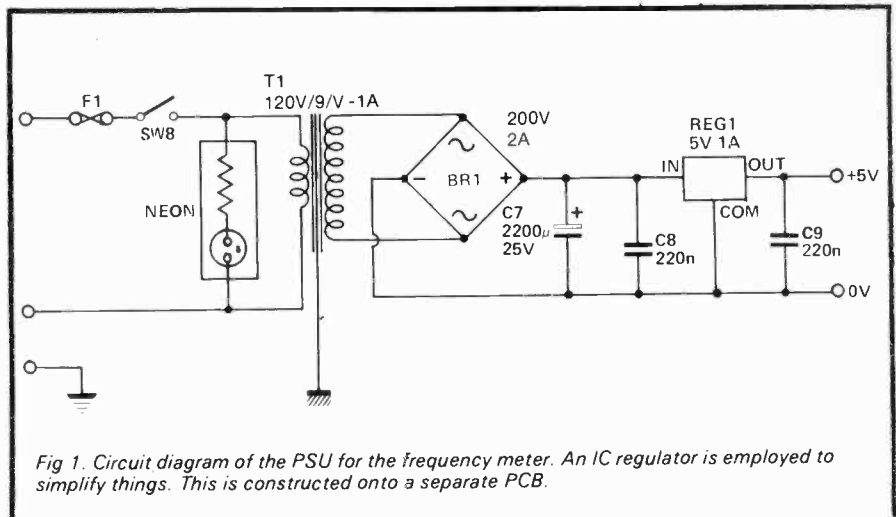 F1
SW8
T1
120V/9/V -1A
NEON
200V
2A
BR1
- +
C7
2200µ
25V
+
C8
220n
REG1
5V 1A
IN OUT
COM
C9
220n
+5V
0V
Fig 1. Circuit diagram of the PSU for the frequency meter. An IC regulator is employed to
simplify things. This is constructed onto a separate PCB.